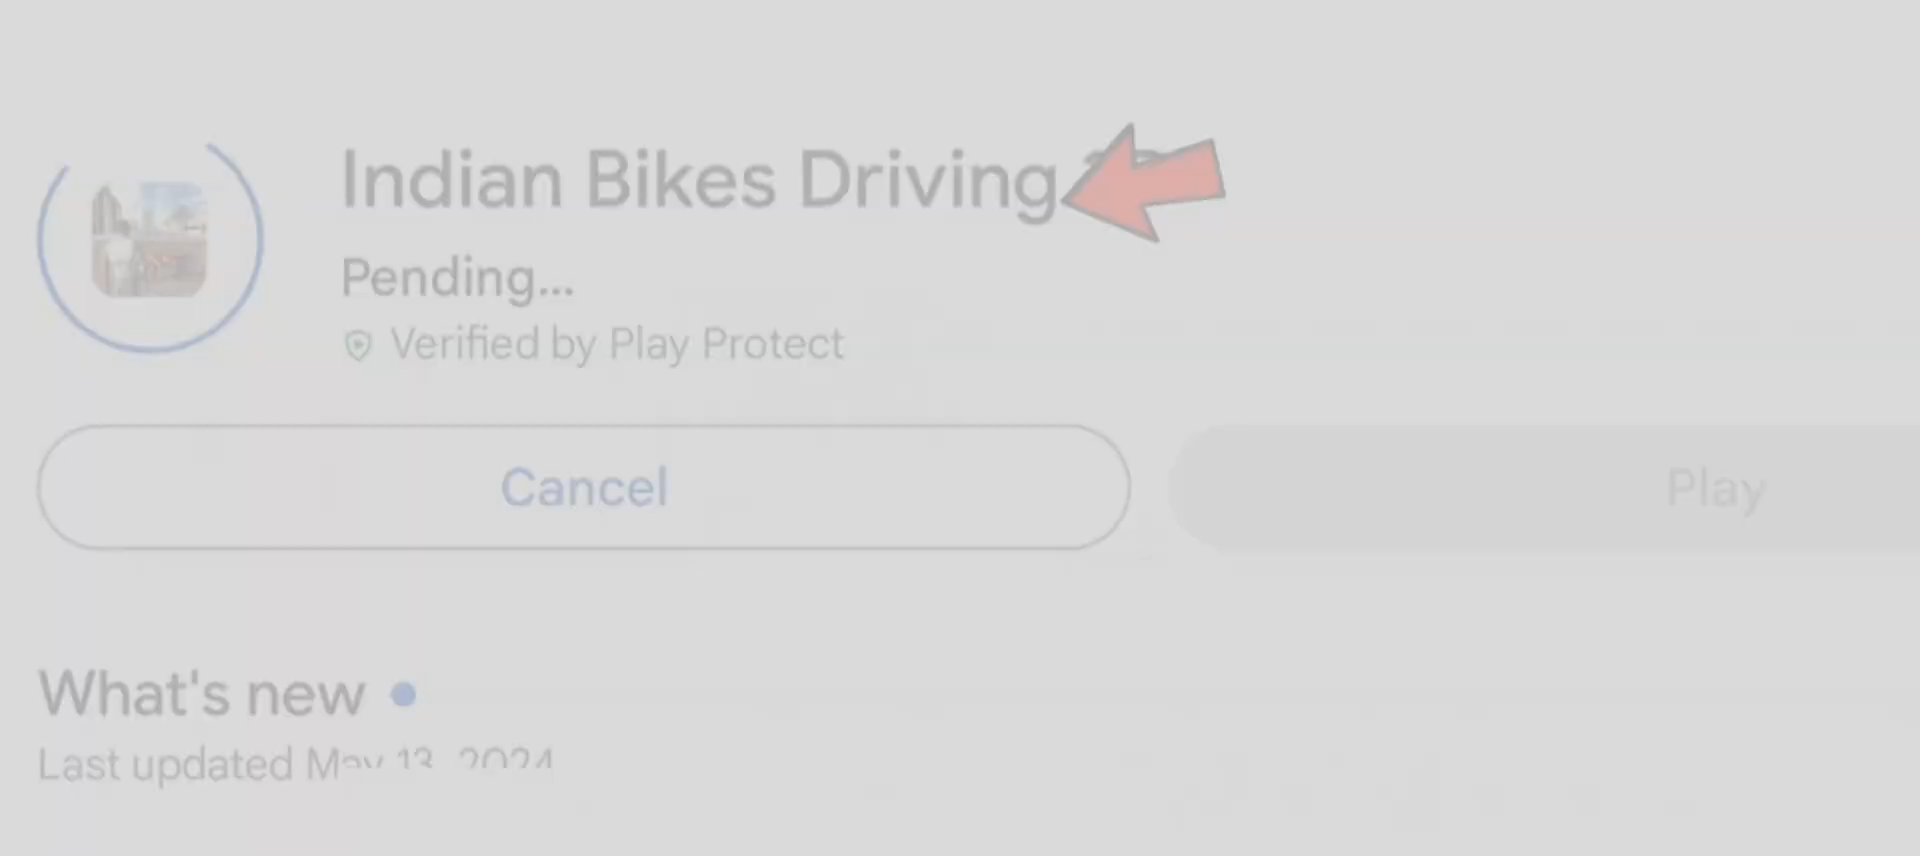 Indian Bikes Driving
Pending...
Verified by Play Protect
Cancel
Play
What's new
Last updated May 13, 2024